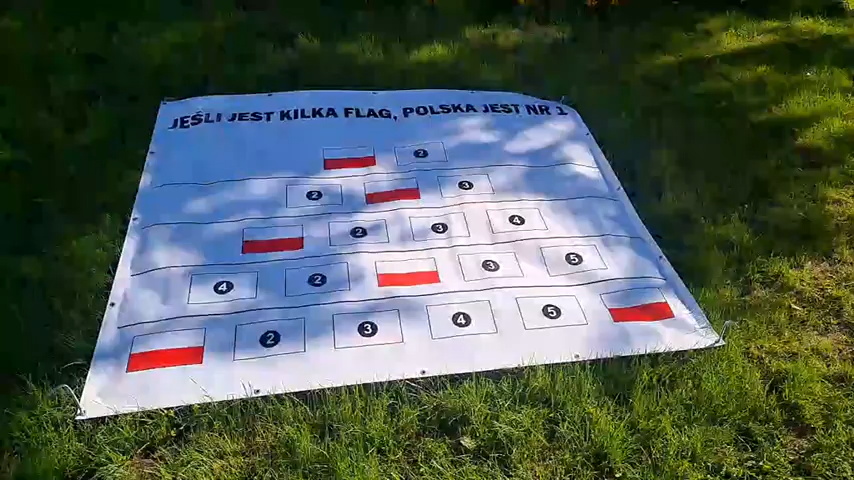 JEŚLI JEST KILKA FLAG, POLSKA JEST NR 1
2
2 3
2 3 4
4 2 3 5
2 3 4 5